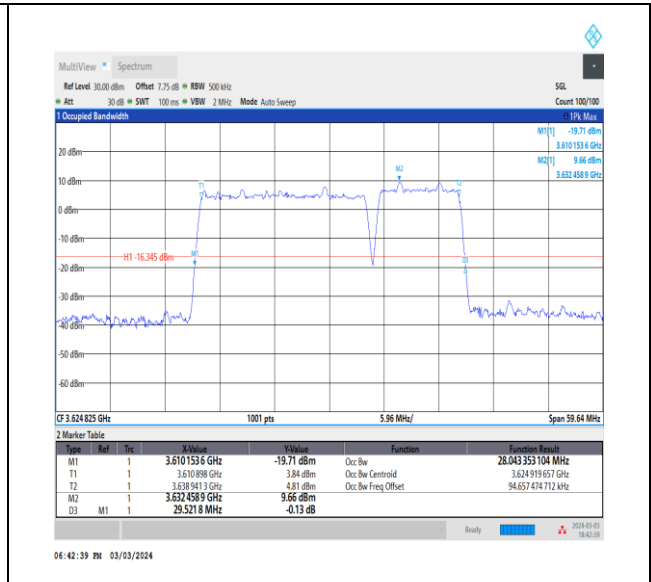 MultiView Spectrum
Ref Level 30.00 dBm Offset 7.75 dB RBW 500 kHz SGL
Att 30 dB SWT 100 ms VBW 2 MHz Mode Auto Sweep Count 100/100
1 Occupied Bandwidth 1Pk Max
M1[1] -19.71 dBm
3.610 153 6 GHz
M2[1] 9.66 dBm
3.632 458 9 GHz
20 dBm
M2
T1
T2
10 dBm
0 dBm
-10 dBm
H1 -16.345 dBm
M1
D3
-20 dBm
-30 dBm
-40 dBm
-50 dBm
-60 dBm
CF 3.624 825 GHz 1001 pts 5.96 MHz/ Span 59.64 MHz
2 Marker Table
Type Ref Trc X-Value Y-Value Function Function Result
M1 1 3.610 153 6 GHz -19.71 dBm Occ Bw 28.043 353 104 MHz
T1 1 3.610 898 GHz 3.84 dBm Occ Bw Centroid 3.624 919 657 GHz
T2 1 3.638 941 3 GHz 4.81 dBm Occ Bw Freq Offset 94.657 474 712 kHz
M2 1 3.632 458 9 GHz 9.66 dBm
D3 M1 1 29.521 8 MHz -0.13 dB
Ready 2024-03-03
18:42:39
06:42:39 PM 03/03/2024